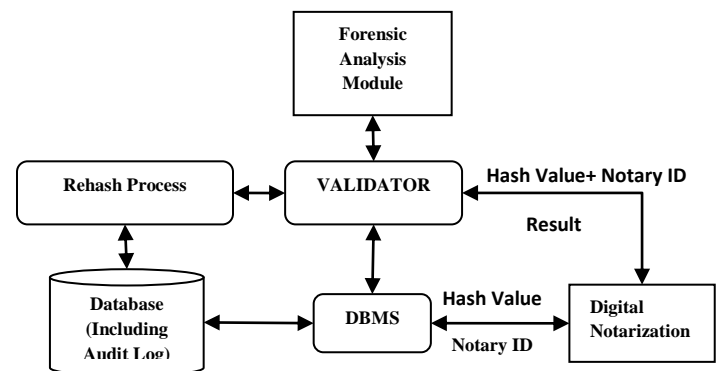 Forensic
Analysis
Module
Rehash Process
VALIDATOR
Hash Value+ Notary ID
Result
Database
(Including
Audit Log)
DBMS
Hash Value
Notary ID
Digital
Notarization